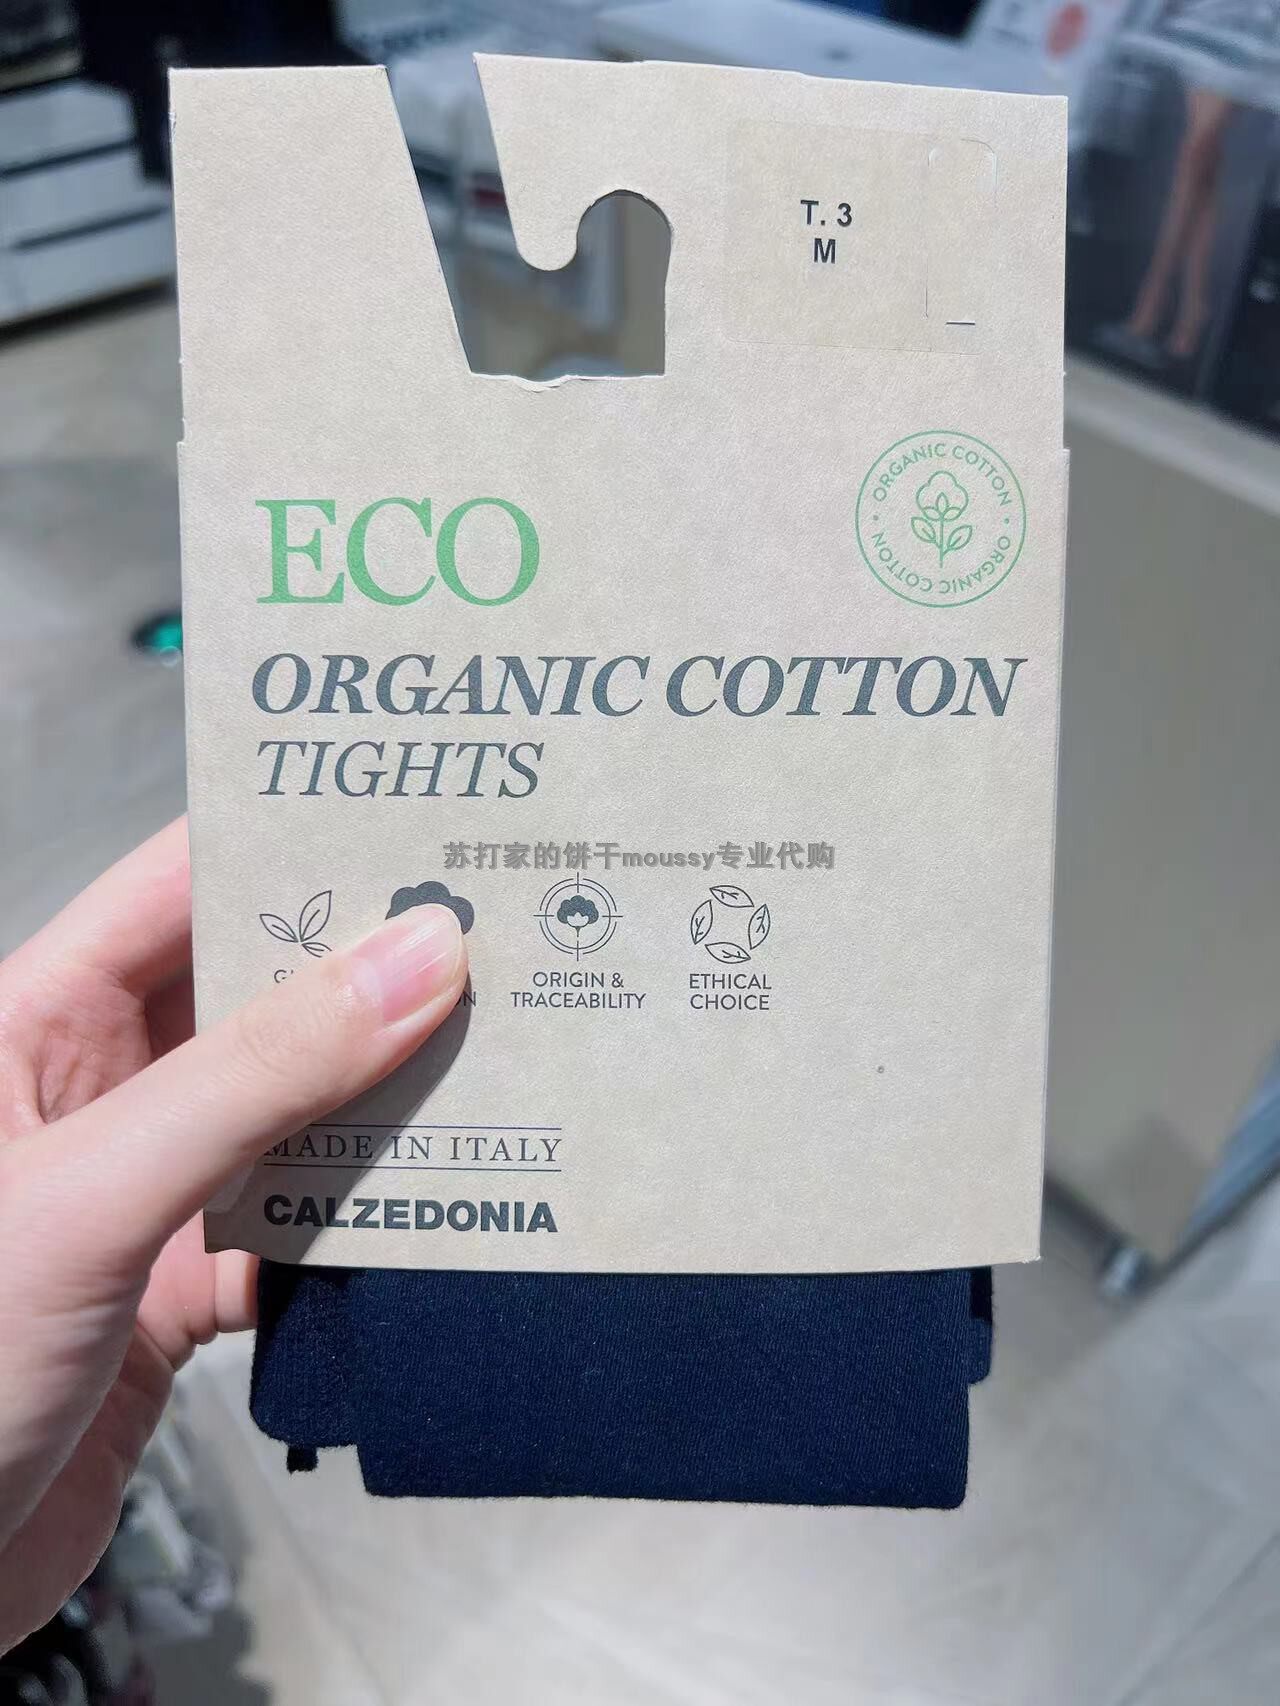 T. 3
M
ORGANIC COTTON · ORGANIC COTTON ·
ECO
ORGANIC COTTON
TIGHTS
苏打家的饼干moussy专业代购
ORIGIN &
TRACEABILITY
ETHICAL
CHOICE
MADE IN ITALY
CALZEDONIA